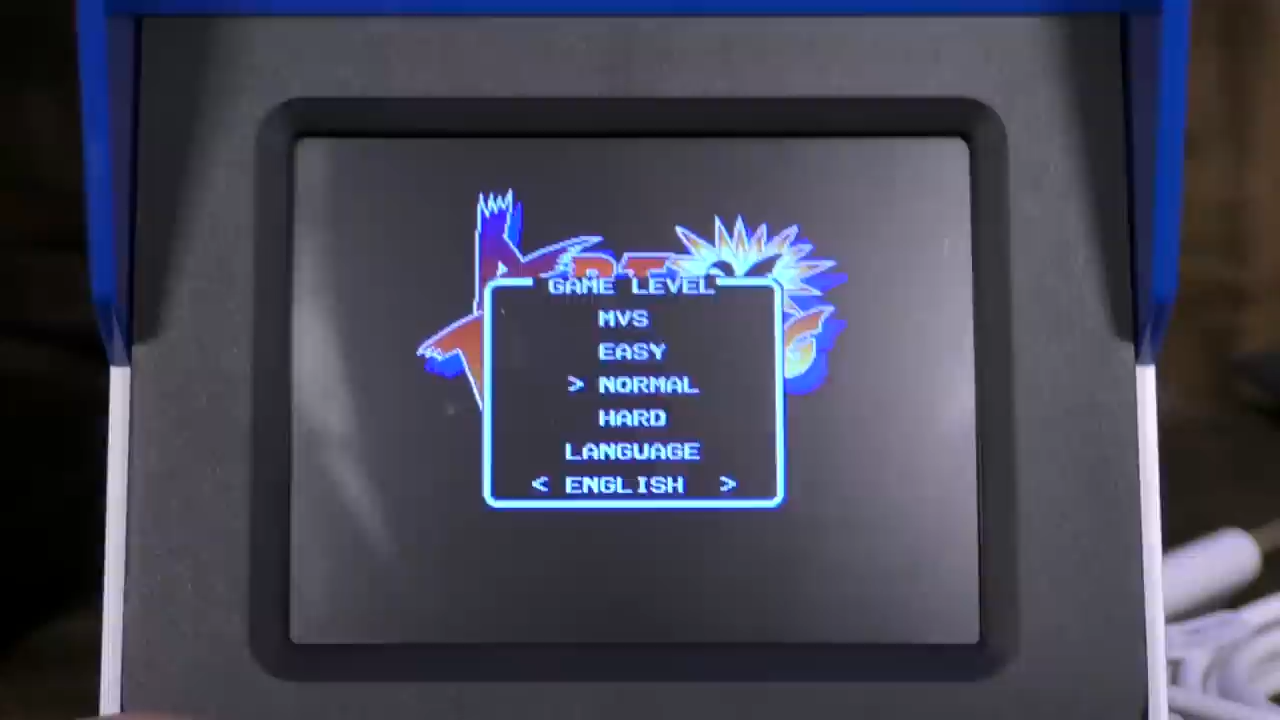 GAME LEVEL
MVS
EASY
> NORMAL
HARD
LANGUAGE
< ENGLISH >